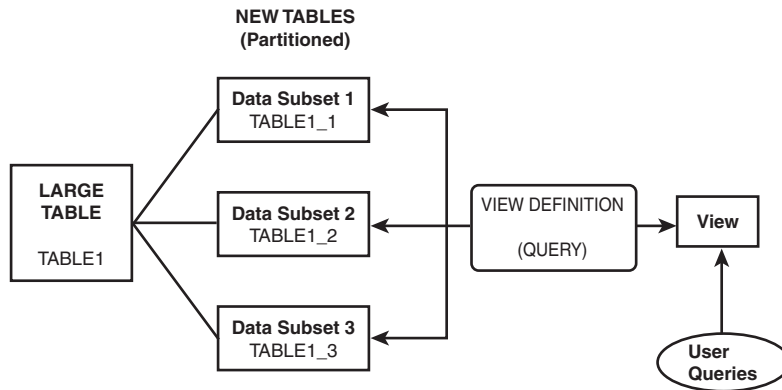 NEW TABLES
(Partitioned)
Data Subset 1
TABLE1_1
LARGE
TABLE
TABLE1
Data Subset 2
TABLE1_2
VIEW DEFINITION
(QUERY)
View
Data Subset 3
TABLE1_3
User
Queries